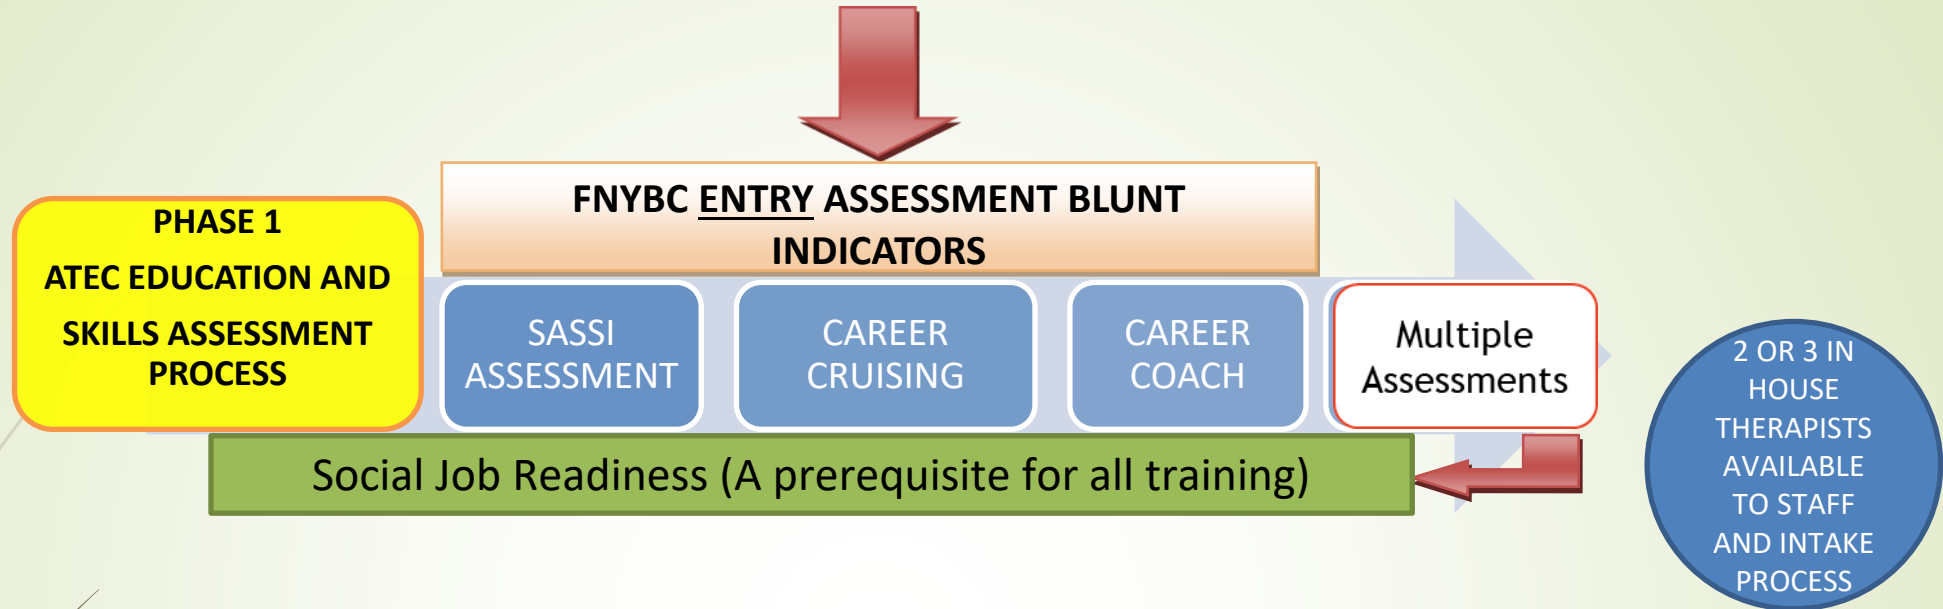 FNYBC ENTRY ASSESSMENT BLUNT
INDICATORS
PHASE 1
ATEC EDUCATION AND
SKILLS ASSESSMENT
PROCESS
SASSI
ASSESSMENT
CAREER
CRUISING
CAREER
COACH
Multiple
Assessments
Social Job Readiness (A prerequisite for all training)
2 OR 3 IN
HOUSE
THERAPISTS
AVAILABLE
TO STAFF
AND INTAKE
PROCESS